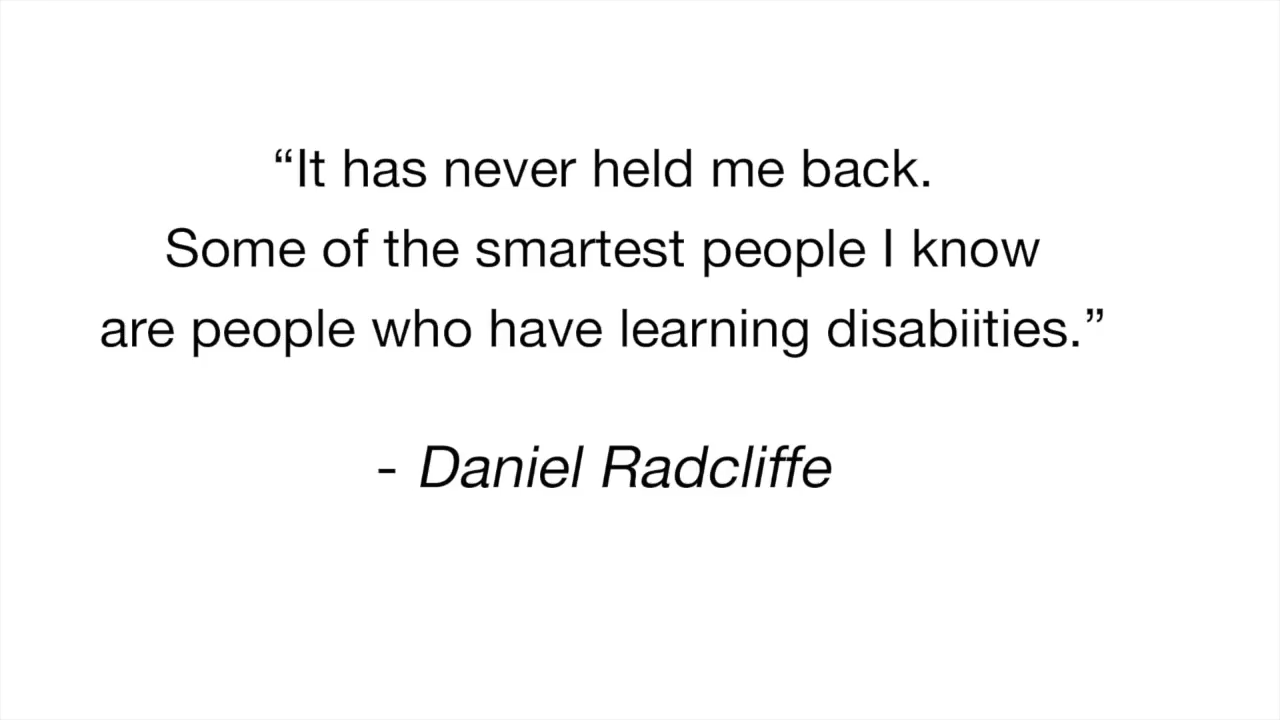 “It has never held me back.
Some of the smartest people I know
are people who have learning disabiities.”
- Daniel Radcliffe